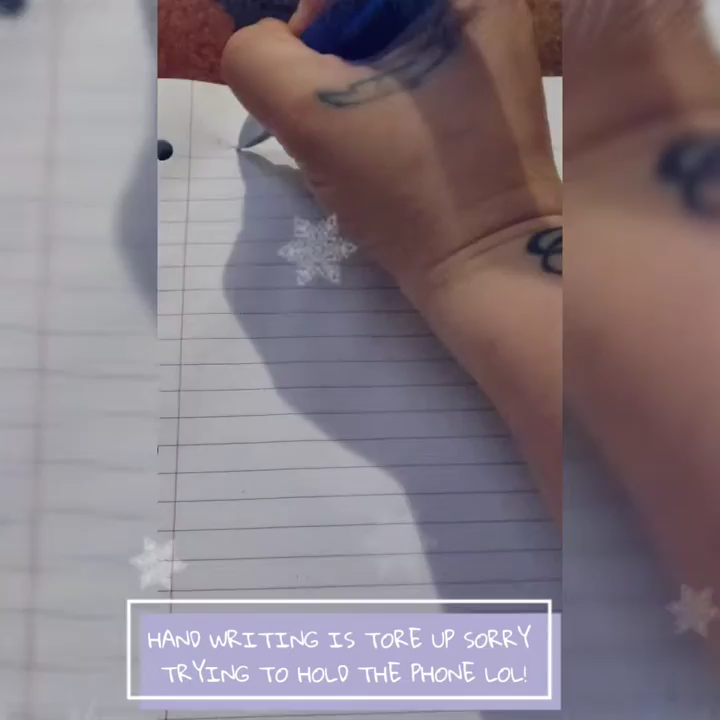 HAND WRITING IS TORE UP SORRY
TRYING TO HOLD THE PHONE LOL!